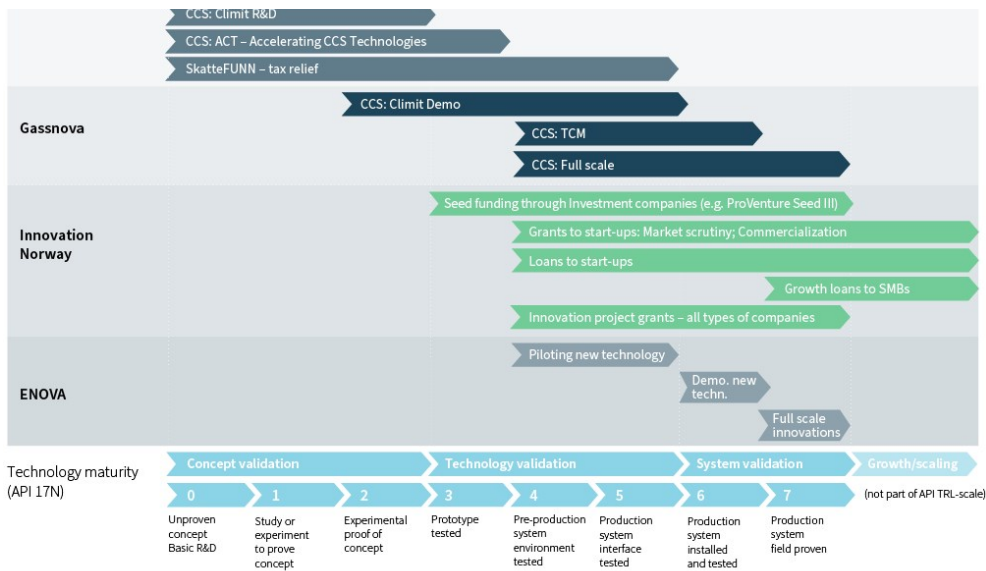 CCS: Climit R&D
CCS: ACT – Accelerating CCS Technologies
SkatteFUNN – tax relief
Gassnova
CCS: Climit Demo
CCS: TCM
CCS: Full scale
Innovation
Norway
Seed funding through Investment companies (e.g. ProVenture Seed III)
Grants to start-ups: Market scrutiny; Commercialization
Loans to start-ups
Growth loans to SMBs
Innovation project grants – all types of companies
ENOVA
Piloting new technology
Demo. new
techn.
Full scale
innovations
Technology maturity
(API 17N)
Concept validation
Technology validation
System validation
Growth/scaling
0
1
2
3
4
5
6
7
(not part of API TRL-scale)
Unproven
concept
Basic R&D
Study or
experiment
to prove
concept
Experimental
proof of
concept
Prototype
tested
Pre-production
system
environment
tested
Production
system
interface
tested
Production
system
installed
and tested
Production
system
field proven